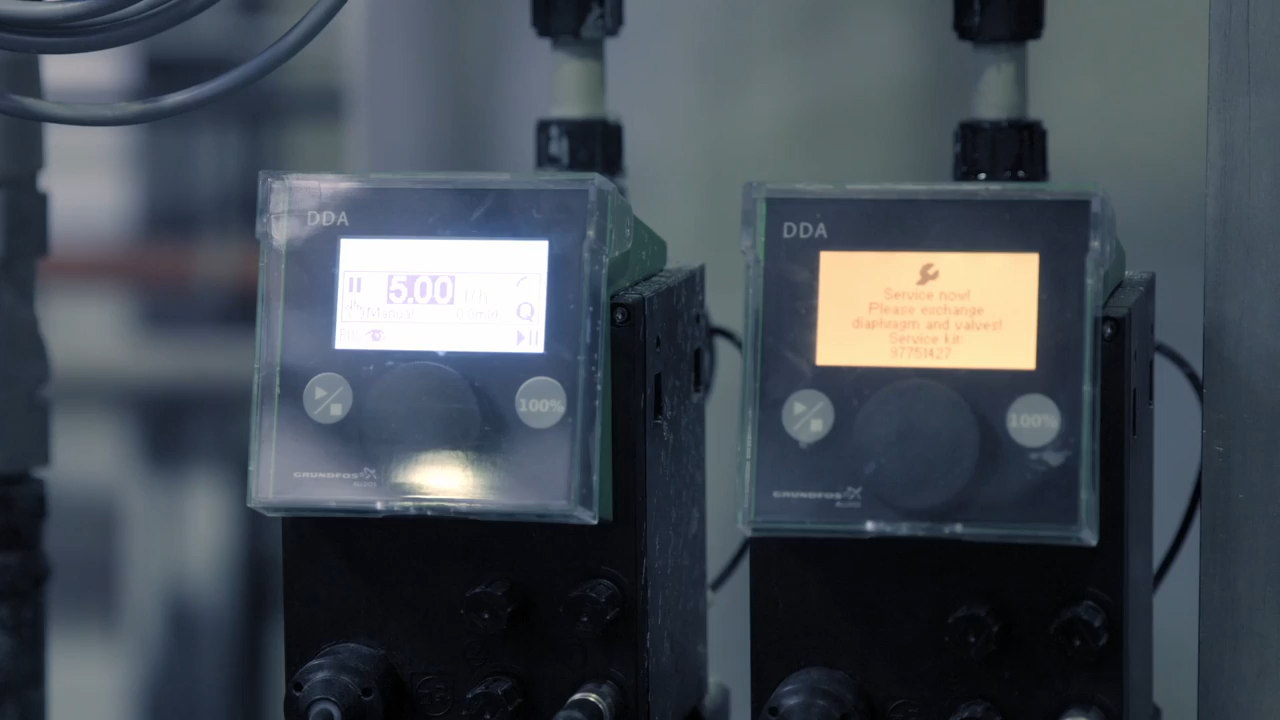 DDA
5.00 l/h
Manual
100%
GRUNDFOS
DDA
Service now!
Please exchange
diaphragm and valves!
Service kit:
97751427
100%
GRUNDFOS